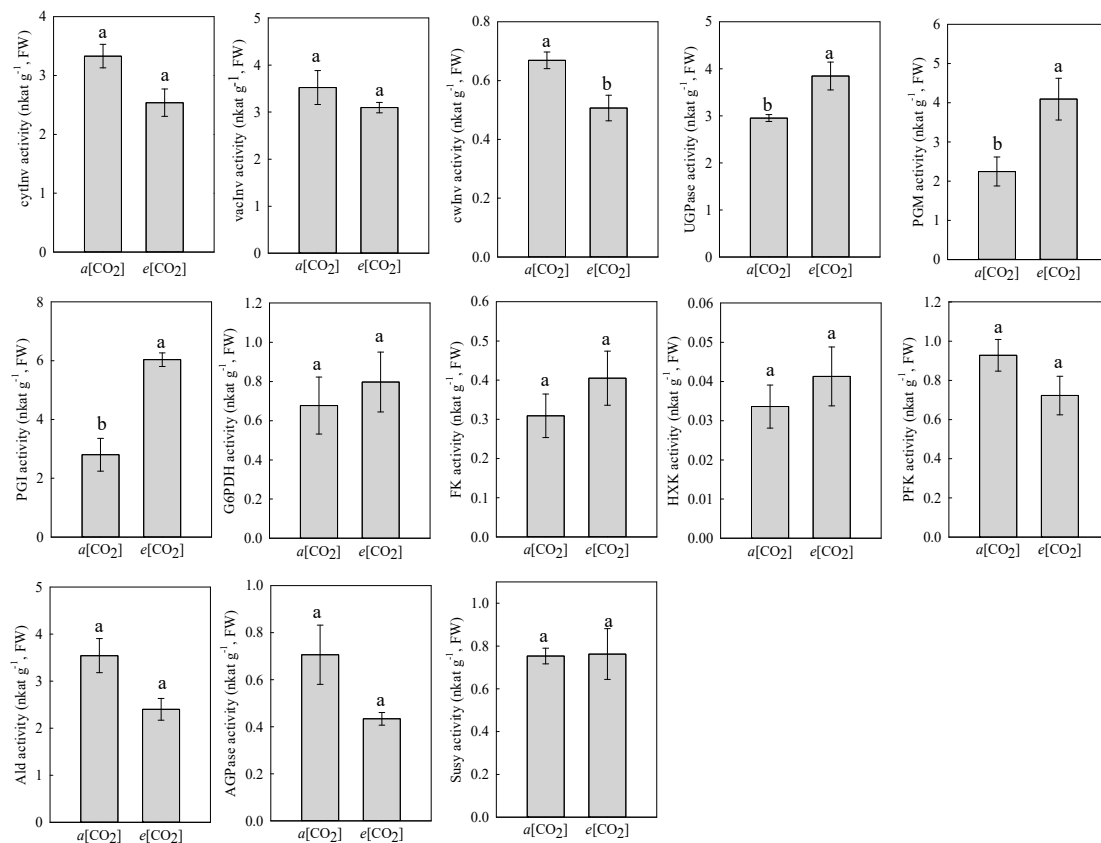 cytInv activity (nkat g⁻¹, FW)
4
3
2
1
0
a
a
a[CO₂] e[CO₂]
vacInv activity (nkat g⁻¹, FW)
5
4
3
2
1
0
a
a
a[CO₂] e[CO₂]
cwInv activity (nkat g⁻¹, FW)
0.8
0.6
0.4
0.2
0.0
a
b
a[CO₂] e[CO₂]
UGPase activity (nkat g⁻¹, FW)
5
4
3
2
1
0
b
a
a[CO₂] e[CO₂]
PGM activity (nkat g⁻¹, FW)
6
5
4
3
2
1
0
b
a
a[CO₂] e[CO₂]
PGI activity (nkat g⁻¹, FW)
8
6
4
2
0
b
a
a[CO₂] e[CO₂]
G6PDH activity (nkat g⁻¹, FW)
1.2
1.0
0.8
0.6
0.4
0.2
0.0
a
a
a[CO₂] e[CO₂]
FK activity (nkat g⁻¹, FW)
0.6
0.5
0.4
0.3
0.2
0.1
0.0
a
a
a[CO₂] e[CO₂]
HXK activity (nkat g⁻¹, FW)
0.06
0.05
0.04
0.03
0.02
0.01
0.00
a
a
a[CO₂] e[CO₂]
PFK activity (nkat g⁻¹, FW)
1.2
1.0
0.8
0.6
0.4
0.2
0.0
a
a
a[CO₂] e[CO₂]
Ald activity (nkat g⁻¹, FW)
5
4
3
2
1
0
a
a
a[CO₂] e[CO₂]
AGPase activity (nkat g⁻¹, FW)
1.0
0.8
0.6
0.4
0.2
0.0
a
a
a[CO₂] e[CO₂]
Susy activity (nkat g⁻¹, FW)
1.0
0.8
0.6
0.4
0.2
0.0
a
a
a[CO₂] e[CO₂]